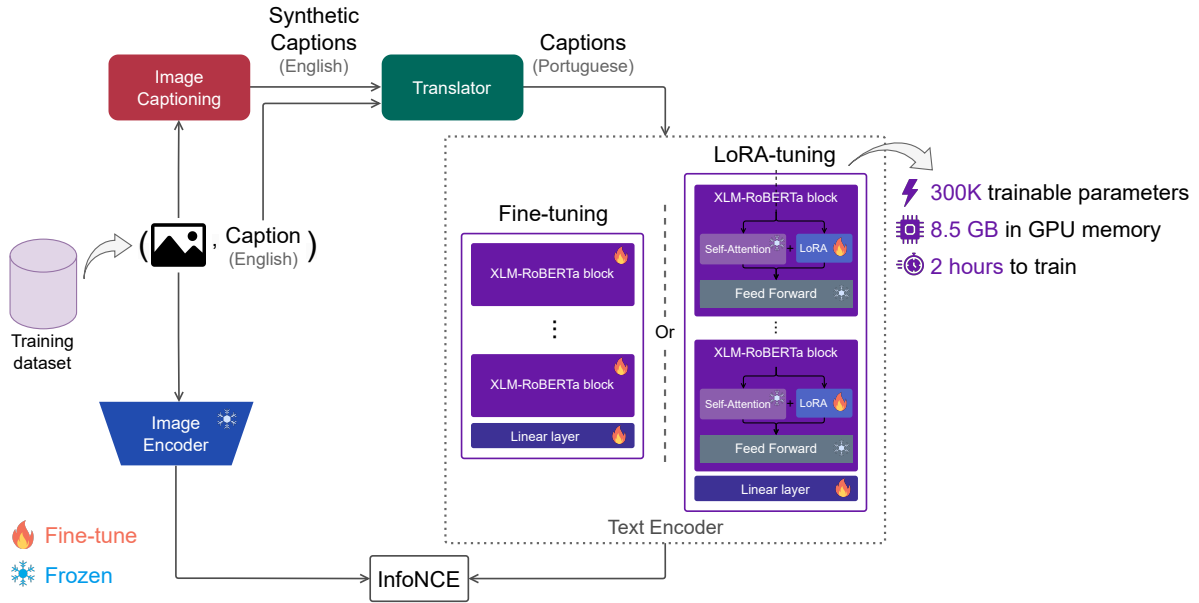 Synthetic
Captions
(English)
Captions
(Portuguese)
Image
Captioning
Translator
LoRA-tuning
300K trainable parameters
8.5 GB in GPU memory
2 hours to train
Fine-tuning
XLM-RoBERTa block
XLM-RoBERTa block
Linear layer
Or
XLM-RoBERTa block
Self-Attention + LoRA
Feed Forward
XLM-RoBERTa block
Self-Attention + LoRA
Feed Forward
Linear layer
Text Encoder
( , Caption )
(English)
Training
dataset
Image
Encoder
Fine-tune
Frozen
InfoNCE